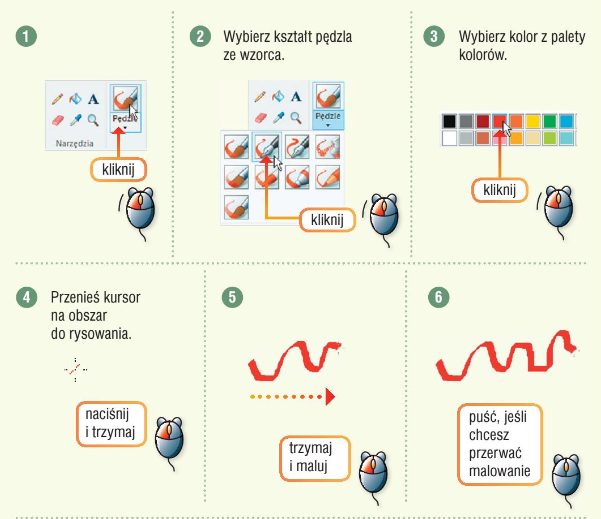 1
Pędzle
Narzędzia
kliknij
2
Wybierz kształt pędzla
ze wzorca.
A
Pędzle
kliknij
3
Wybierz kolor z palety
kolorów.
kliknij
4
Przenieś kursor
na obszar
do rysowania.
naciśnij
i trzymaj
5
trzymaj
i maluj
6
puść, jeśli
chcesz
przerwać
malowanie